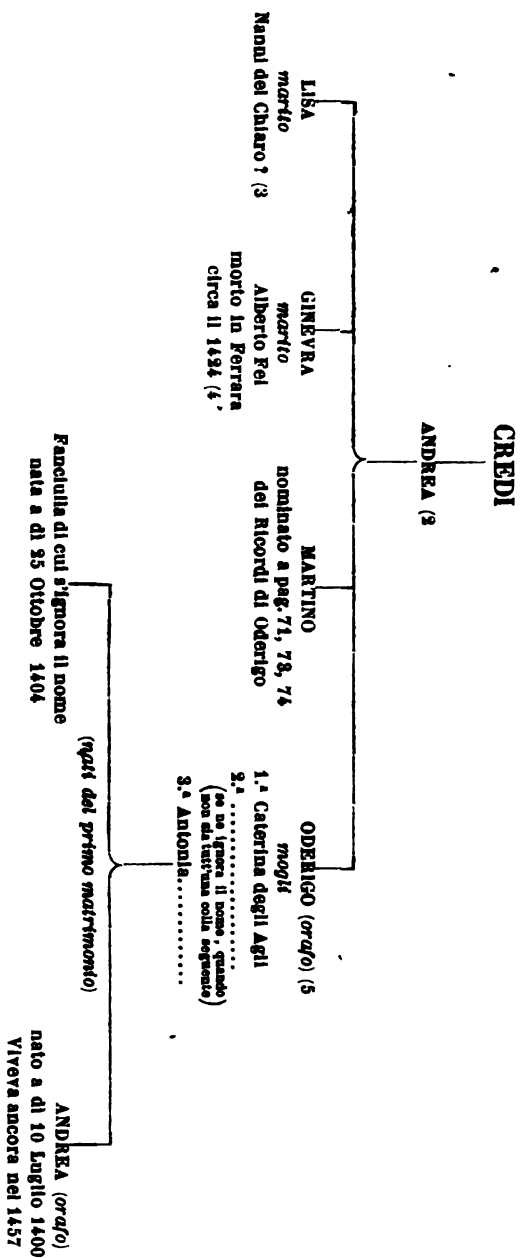 CREDI
ANDREA (2
LISA
marito
Nanni del Chiaro? (3
GINEVRA
marito
Alberto Fei
morto in Ferrara
circa il 1424 (4
MARTINO
nominato a pag. 71, 73, 74
dei Ricordi di Oderigo
ODERIGO (orafo) (5
mogli
1.ª Caterina degli Agli
2.ª ....................
(se ne ignora il nome, quando
non sia tutt'una colla seguente)
3.ª Antonia.............
(nati del primo matrimonio)
Fanciulla di cui s'ignora il nome
nata a dì 25 Ottobre 1404
ANDREA (orafo)
nato a dì 10 Luglio 1400
Viveva ancora nel 1457